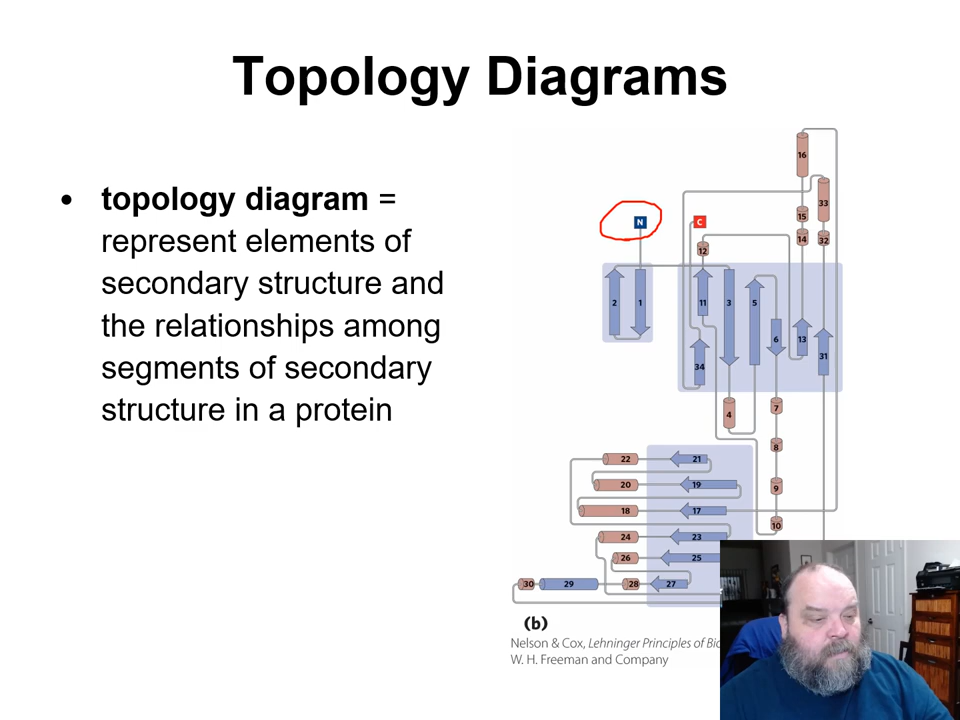 Topology Diagrams
• topology diagram =
represent elements of
secondary structure and
the relationships among
segments of secondary
structure in a protein
16
33
15
N
C
14
32
12
2
1
11
3
5
6
13
31
34
4
7
8
22
21
20
19
9
18
17
10
24
23
26
25
30
29
28
27
(b)
Nelson & Cox, Lehninger Principles of
W. H. Freeman and Company